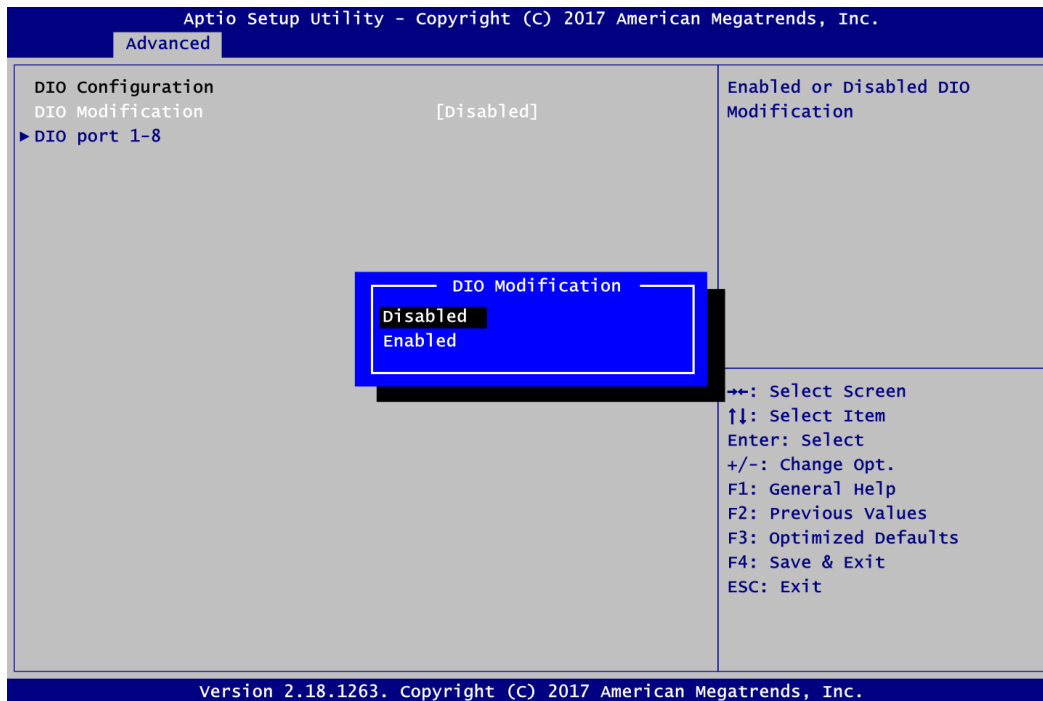 Aptio Setup Utility – Copyright (C) 2017 American Megatrends, Inc.
Advanced
DIO Configuration
DIO Modification [Disabled]
►DIO port 1-8
Enabled or Disabled DIO
Modification
DIO Modification
Disabled
Enabled
→←: Select Screen
↑↓: Select Item
Enter: Select
+/-: Change Opt.
F1: General Help
F2: Previous Values
F3: Optimized Defaults
F4: Save & Exit
ESC: Exit
Version 2.18.1263. Copyright (C) 2017 American Megatrends, Inc.